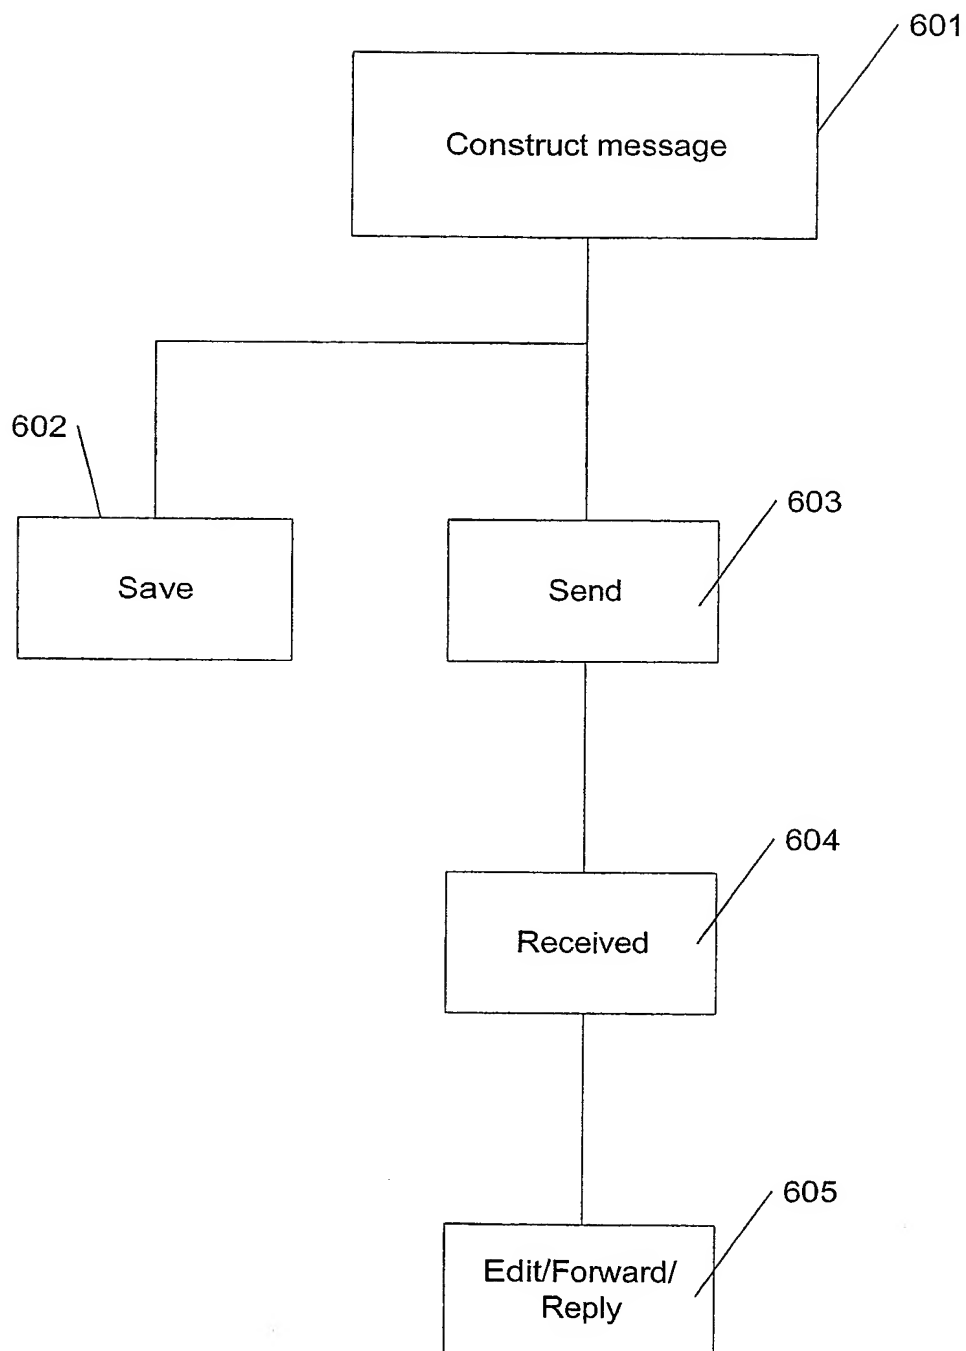 601
Construct message
602
603
Save
Send
604
Received
605
Edit/Forward/
Reply